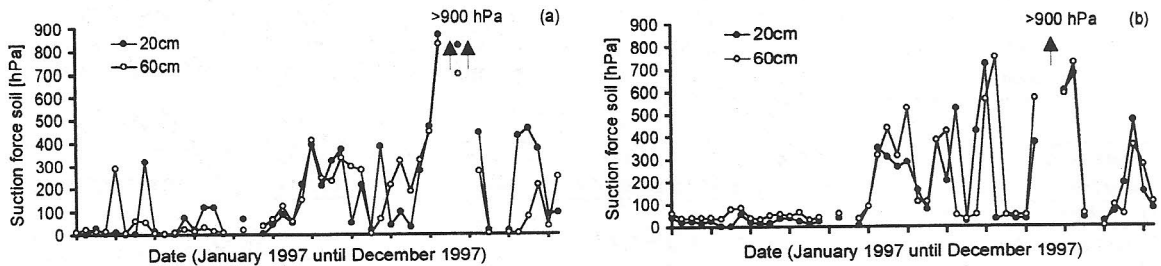 >900 hPa (a)
900
800
700
600
500
400
300
200
100
0
Suction force soil [hPa]
20cm
60cm
Date (January 1997 until December 1997)
>900 hPa (b)
900
800
700
600
500
400
300
200
100
0
Suction force soil [hPa]
20cm
60cm
Date (January 1997 until December 1997)